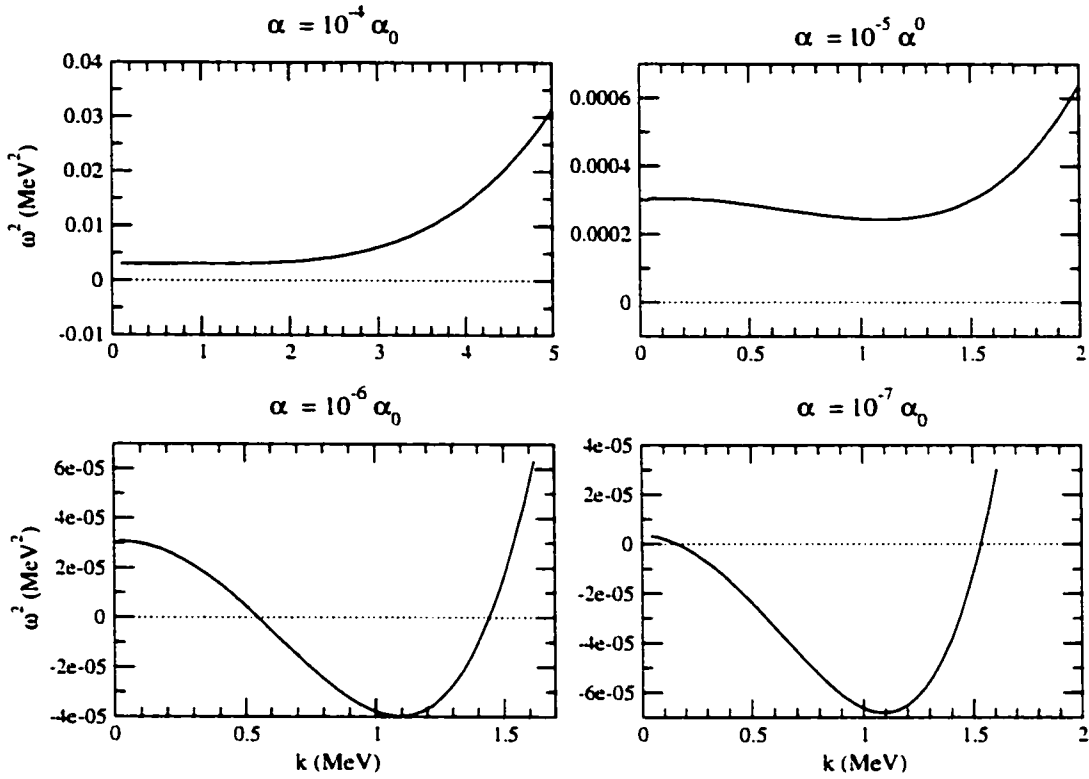 α = 10⁻⁴ α₀
α = 10⁻⁵ α⁰
0.04
0.03
0.02
0.01
0
-0.01
ω² (MeV²)
0 1 2 3 4 5
0.0006
0.0004
0.0002
0
0 0.5 1 1.5 2
α = 10⁻⁶ α₀
α = 10⁻⁷ α₀
6e-05
4e-05
2e-05
0
-2e-05
-4e-05
ω² (MeV²)
0 0.5 1 1.5
k (MeV)
4e-05
2e-05
0
-2e-05
-4e-05
-6e-05
0 0.5 1 1.5 2
k (MeV)